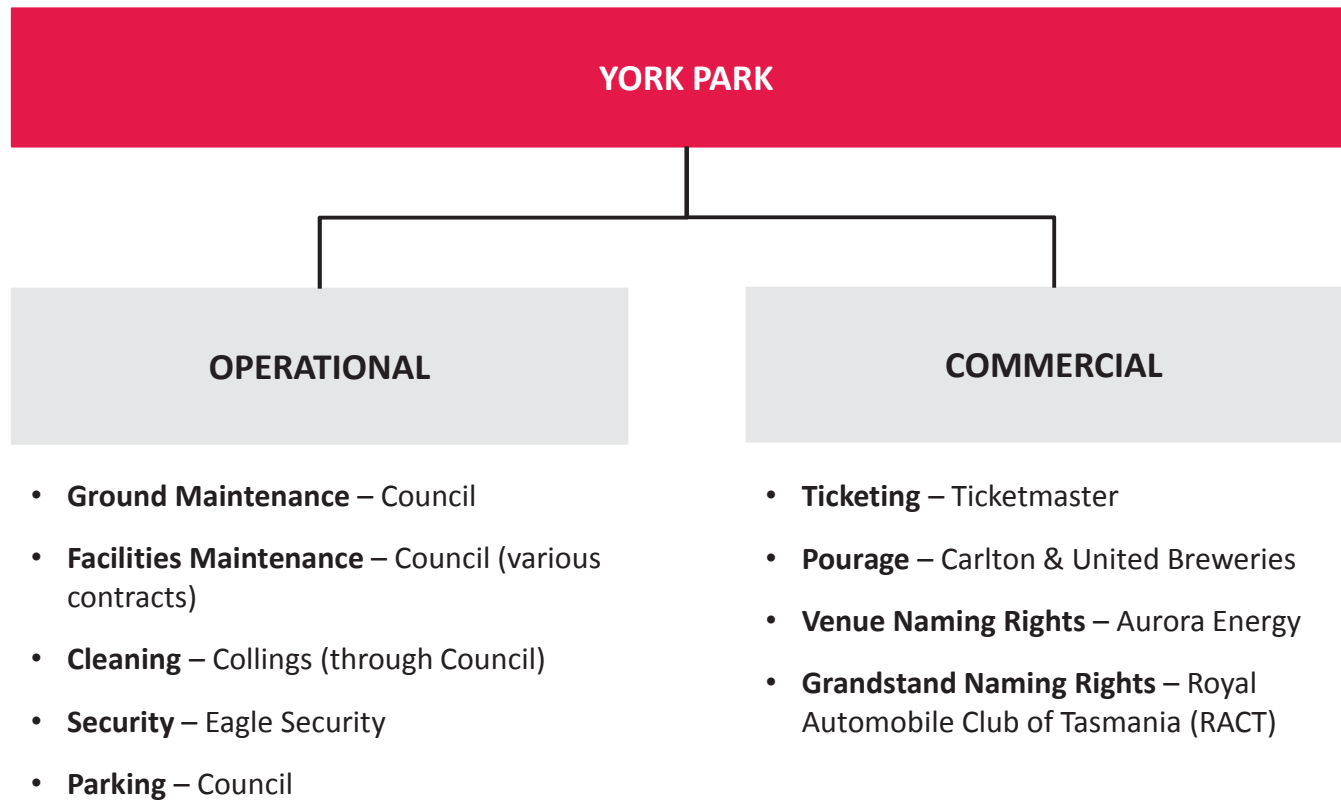 YORK PARK
OPERATIONAL
• Ground Maintenance – Council
• Facilities Maintenance – Council (various
contracts)
• Cleaning – Collings (through Council)
• Security – Eagle Security
• Parking – Council
COMMERCIAL
• Ticketing – Ticketmaster
• Pourage – Carlton & United Breweries
• Venue Naming Rights – Aurora Energy
• Grandstand Naming Rights – Royal
Automobile Club of Tasmania (RACT)